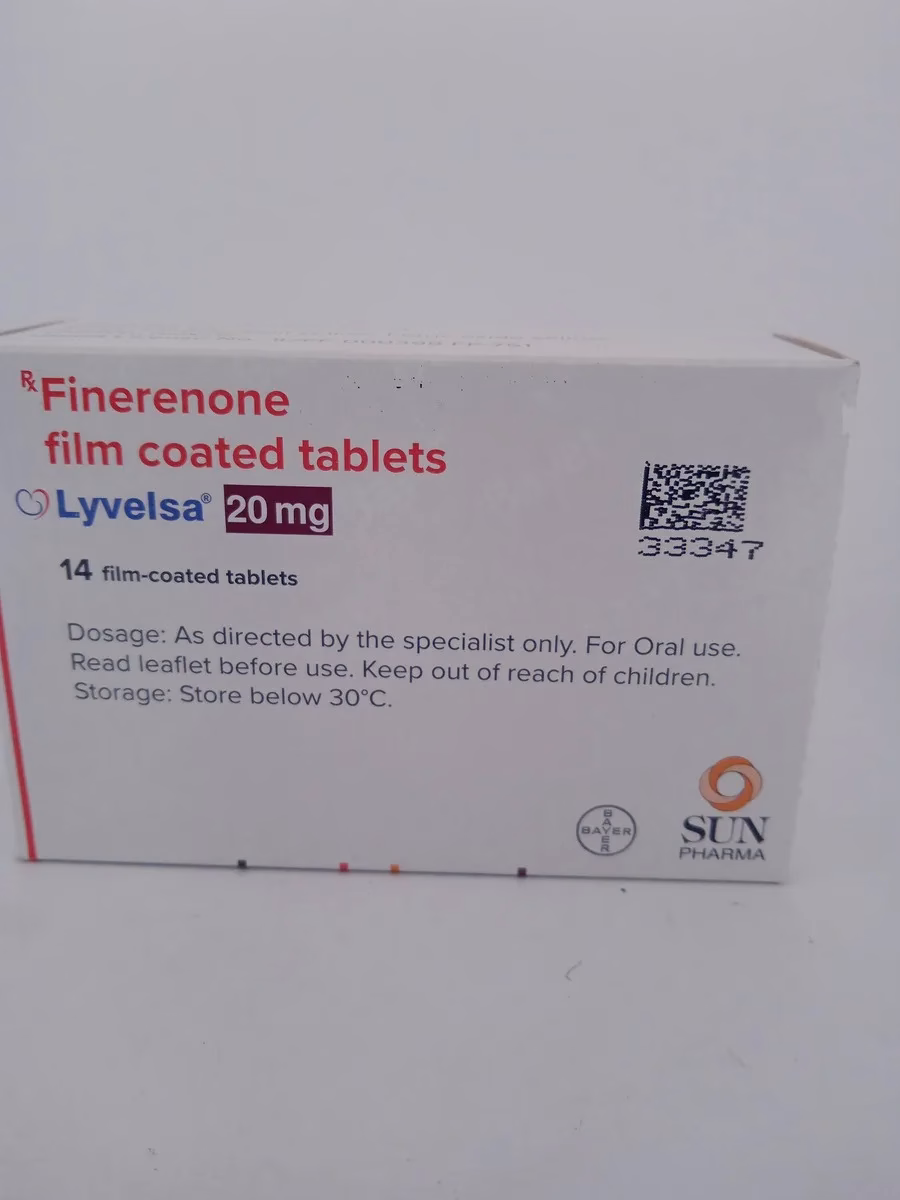 Rx Finerenone
film coated tablets
Lyvelsa® 20 mg
33347
14 film-coated tablets
Dosage: As directed by the specialist only. For Oral use.
Read leaflet before use. Keep out of reach of children.
Storage: Store below 30°C.
BAYER
BAYER
SUN
PHARMA